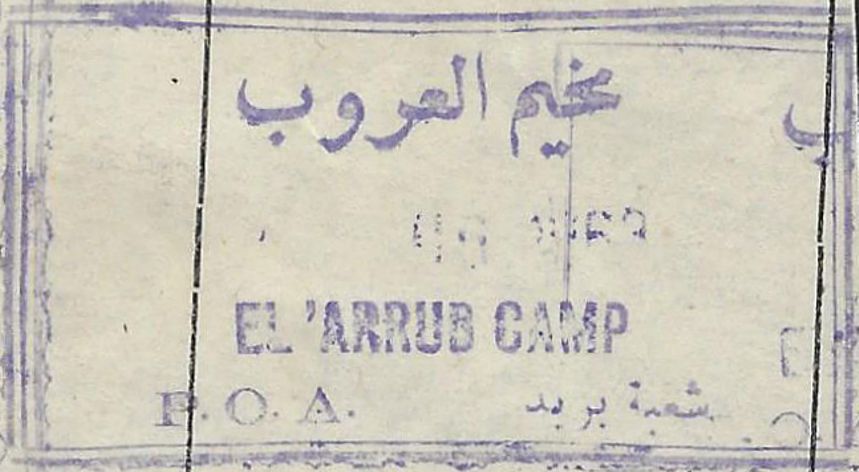 مخيم العروب
EL 'ARRUB CAMP
P. O. A. شعبة بريد